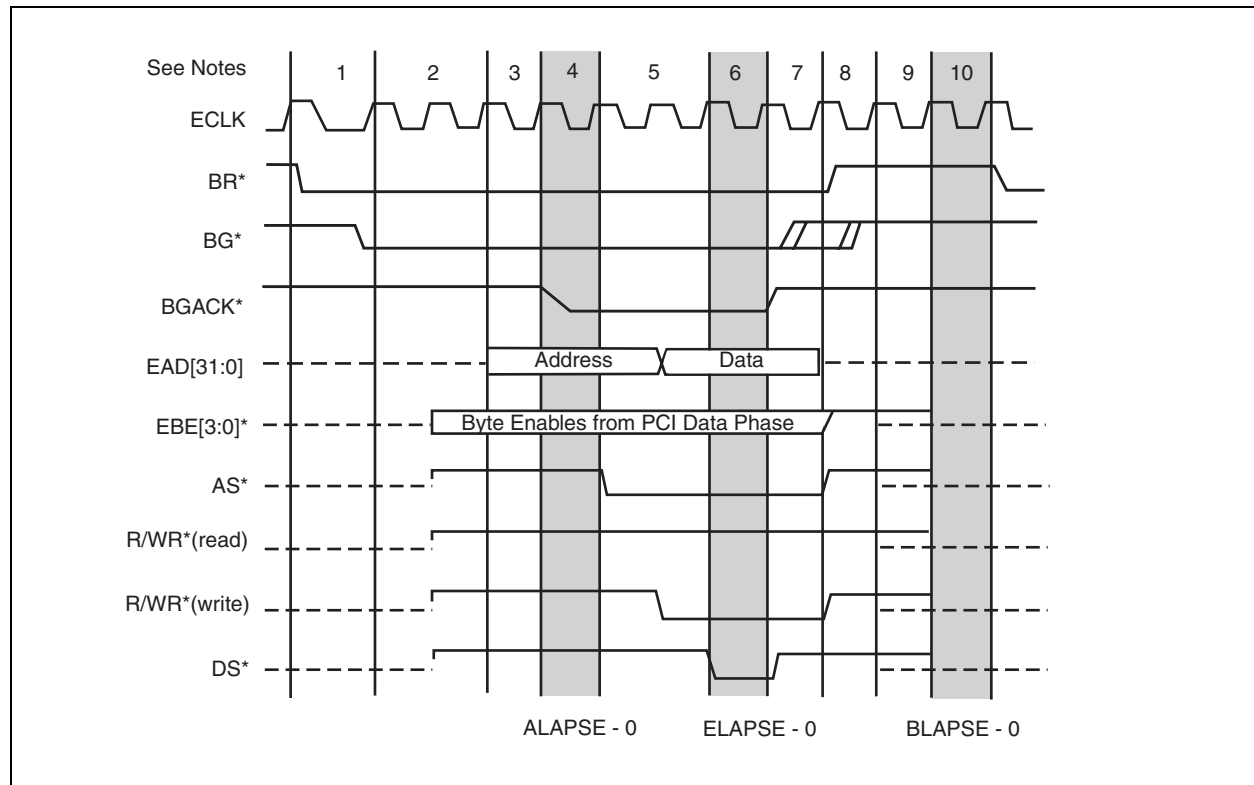 See Notes 1 2 3 4 5 6 7 8 9 10
ECLK
BR*
BG*
BGACK*
EAD[31:0] Address Data
EBE[3:0]* Byte Enables from PCI Data Phase
AS*
R/WR*(read)
R/WR*(write)
DS*
ALAPSE - 0 ELAPSE - 0 BLAPSE - 0